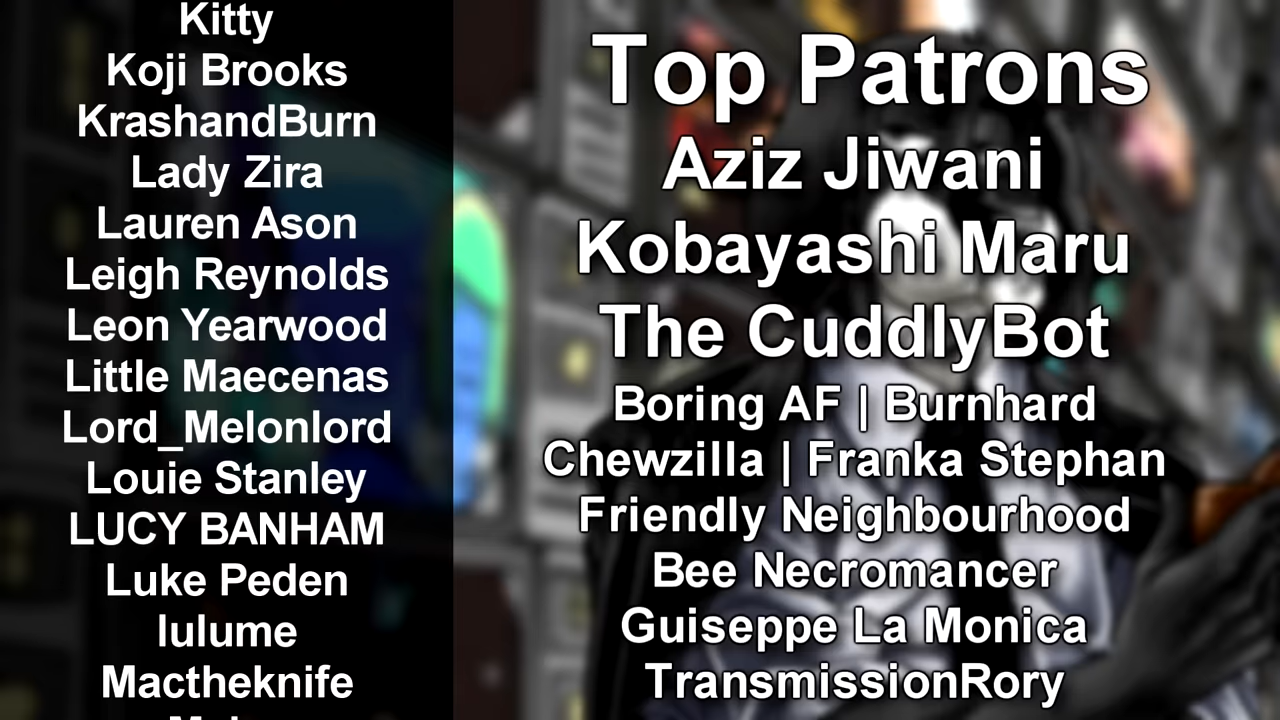 Kitty
Koji Brooks
KrashandBurn
Lady Zira
Lauren Ason
Leigh Reynolds
Leon Yearwood
Little Maecenas
Lord_Melonlord
Louie Stanley
LUCY BANHAM
Luke Peden
lulume
Mactheknife
Top Patrons
Aziz Jiwani
Kobayashi Maru
The CuddlyBot
Boring AF | Burnhard
Chewzilla | Franka Stephan
Friendly Neighbourhood
Bee Necromancer
Guiseppe La Monica
TransmissionRory